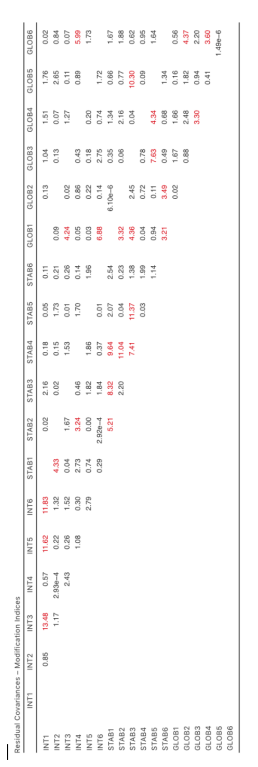 Residual Covariances – Modification Indices
INT1 INT2 INT3 INT4 INT5 INT6 STAB1 STAB2 STAB3 STAB4 STAB5 STAB6 GLOB1 GLOB2 GLOB3 GLOB4 GLOB5 GLOB6
INT1 0.85 13.48 0.57 11.62 11.83 0.02 2.16 0.18 0.05 0.11 0.13 1.04 1.51 1.76 0.02
INT2 1.17 2.93e−4 0.22 1.32 4.33 0.02 0.15 1.73 0.21 0.09 0.13 0.07 2.65 0.84
INT3 2.43 0.26 1.52 0.04 1.67 1.53 0.01 0.26 4.24 0.02 1.27 0.11 0.07
INT4 1.08 0.30 2.73 3.24 0.46 1.70 0.14 0.05 0.86 0.43 0.89 5.99
INT5 2.79 0.74 0.00 1.82 1.86 1.96 0.03 0.22 0.18 0.20 1.73
INT6 0.29 2.92e−4 1.84 0.37 0.01 6.88 0.14 2.75 0.74 1.72
STAB1 5.21 8.32 9.64 2.07 2.54 6.10e−6 0.35 1.34 0.66 1.67
STAB2 2.20 11.04 0.04 0.23 3.32 0.06 2.16 0.77 1.88
STAB3 7.41 11.37 1.38 4.36 2.45 0.04 10.30 0.62
STAB4 0.03 1.99 0.04 0.72 0.78 0.09 0.95
STAB5 1.14 0.94 0.11 7.63 4.34 1.64
STAB6 3.21 3.49 0.49 0.68 1.34
GLOB1 0.02 1.67 1.66 0.16 0.56
GLOB2 0.88 2.48 1.82 4.37
GLOB3 3.30 0.94 2.20
GLOB4 0.41 3.60
GLOB5 1.49e−6
GLOB6